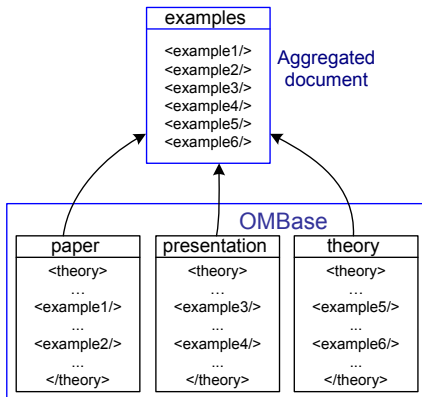 examples
<example1/>
<example2/>
<example3/>
<example4/>
<example5/>
<example6/>
Aggregated
document
OMBase
paper
<theory>
…
<example1/>
...
<example2/>
...
</theory>
presentation
<theory>
…
<example3/>
...
<example4/>
...
</theory>
theory
<theory>
…
<example5/>
...
<example6/>
...
</theory>